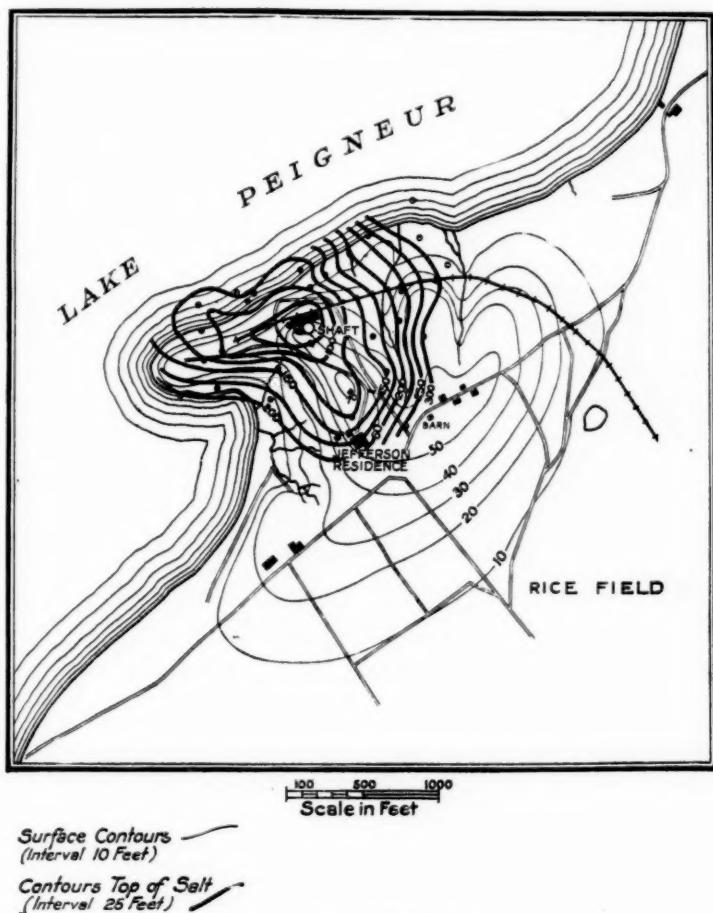 LAKE PEIGNEUR
SHAFT
BARN
JEFFERSON
RESIDENCE
50
40
30
20
10
RICE FIELD
100 500 1000
Scale in Feet
Surface Contours
(Interval 10 Feet)
Contours Top of Salt
(Interval 25 Feet)